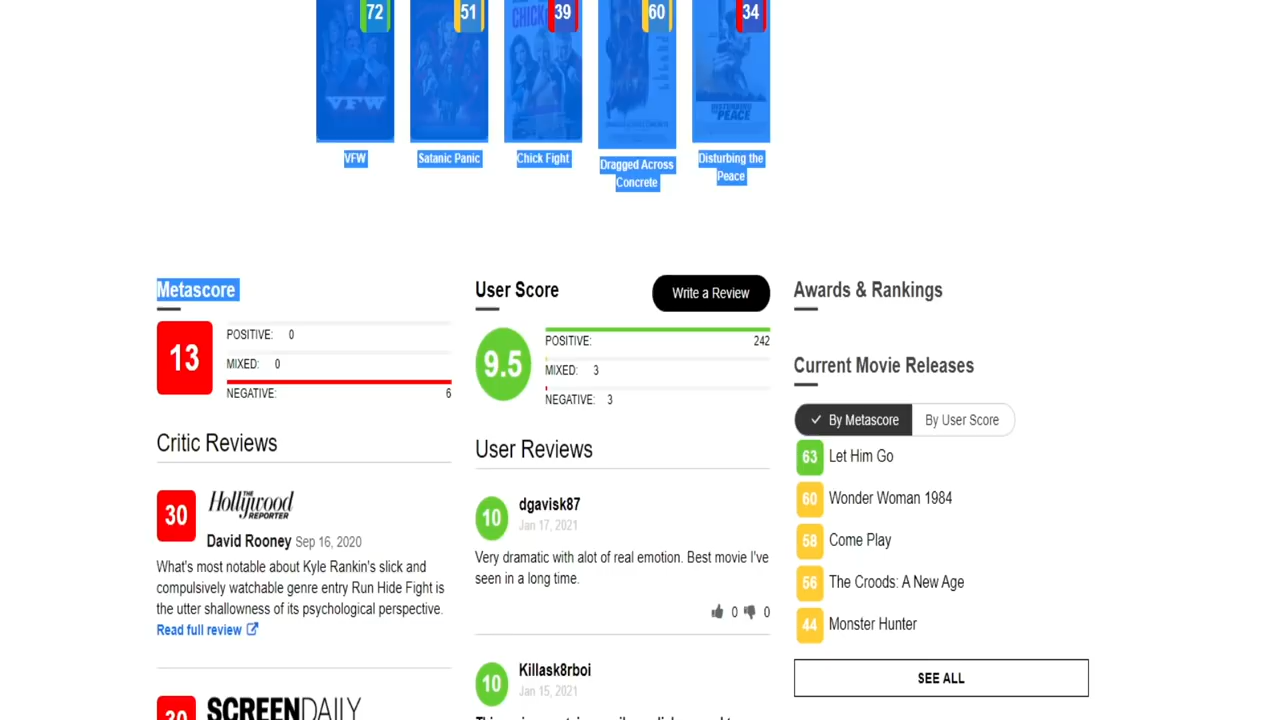 72 51 39 60 34
CHICK
VFW
DISTURBING THE
PEACE
VFW Satanic Panic Chick Fight Dragged Across Concrete Disturbing the Peace
Metascore
13
POSITIVE: 0
MIXED: 0
NEGATIVE: 6
Critic Reviews
30
THE
Hollywood
REPORTER
David Rooney Sep 16, 2020
What's most notable about Kyle Rankin's slick and
compulsively watchable genre entry Run Hide Fight is
the utter shallowness of its psychological perspective.
Read full review
SCREENDAILY
User Score
Write a Review
9.5
POSITIVE: 242
MIXED: 3
NEGATIVE: 3
User Reviews
10
dgavisk87
Jan 17, 2021
Very dramatic with alot of real emotion. Best movie I've
seen in a long time.
0 0
10
Killask8rboi
Jan 15, 2021
Awards & Rankings
Current Movie Releases
By Metascore By User Score
63 Let Him Go
60 Wonder Woman 1984
58 Come Play
56 The Croods: A New Age
44 Monster Hunter
SEE ALL